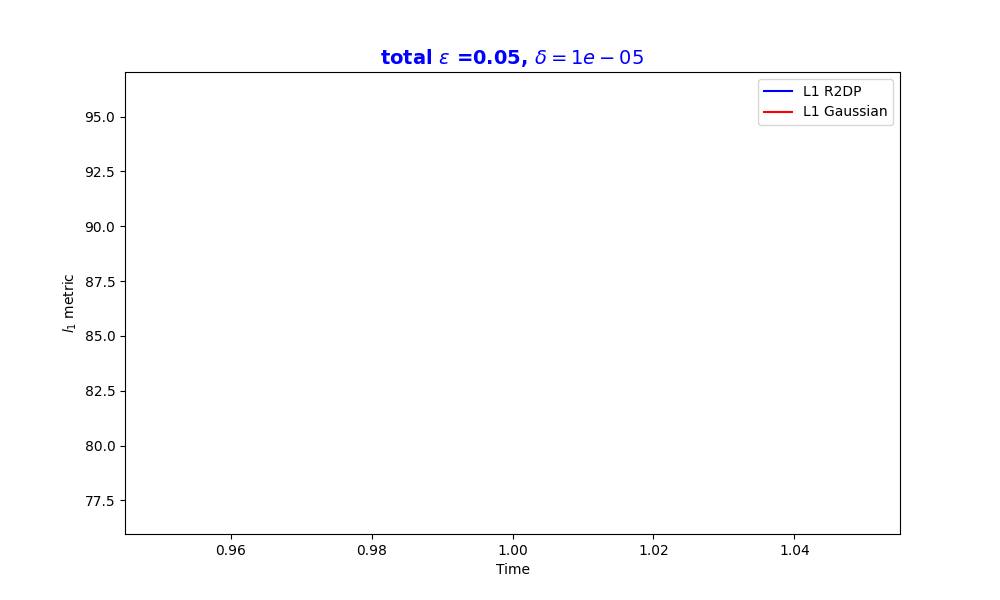 total ε =0.05, δ = 1e − 05
L1 R2DP
L1 Gaussian
95.0
92.5
90.0
87.5
85.0
82.5
80.0
77.5
l₁ metric
0.96 0.98 1.00 1.02 1.04
Time